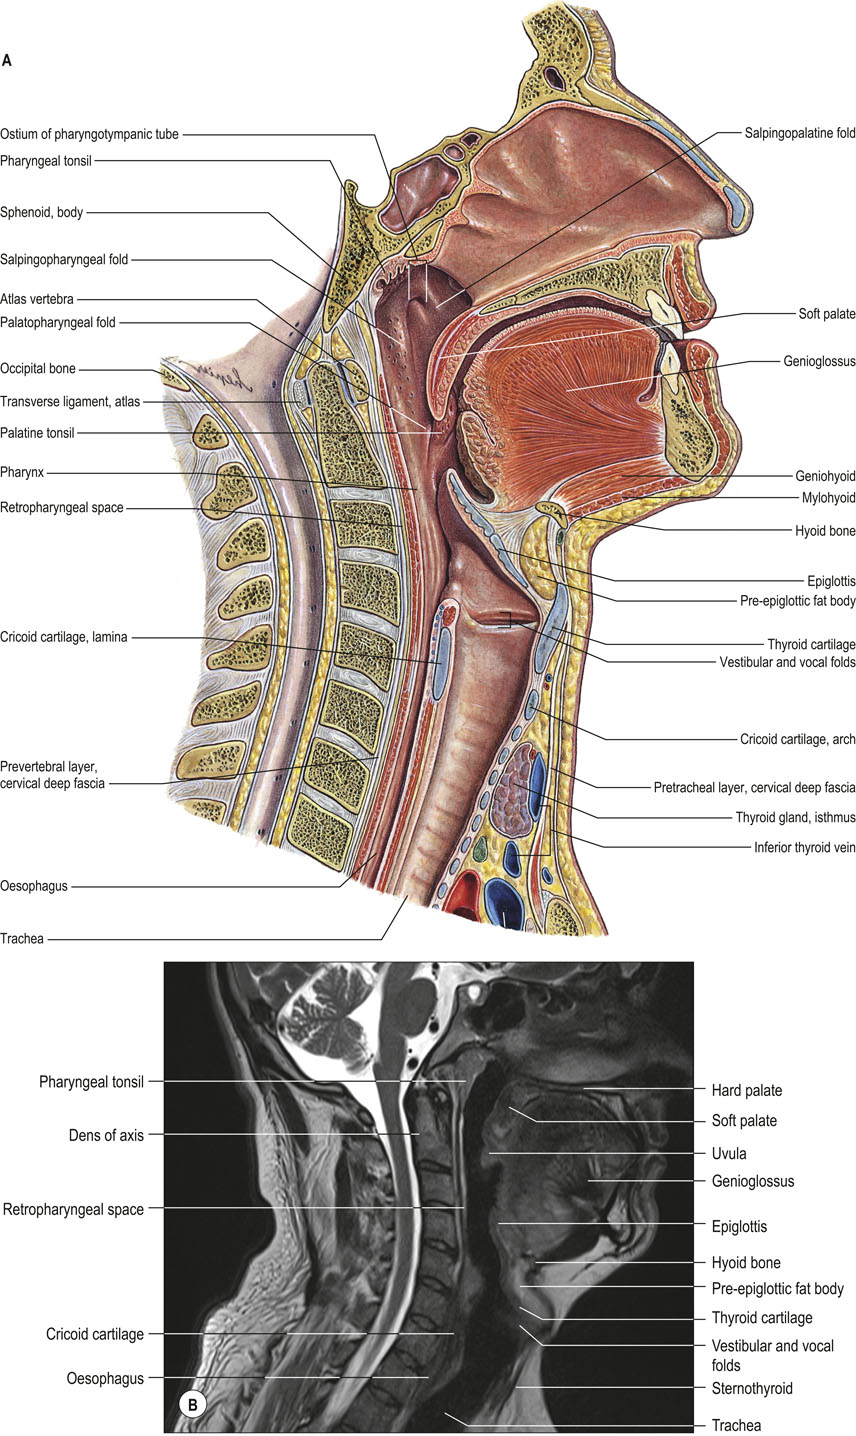 A
Ostium of pharyngotympanic tube
Pharyngeal tonsil
Sphenoid, body
Salpingopharyngeal fold
Atlas vertebra
Palatopharyngeal fold
Occipital bone
Transverse ligament, atlas
Palatine tonsil
Pharynx
Retropharyngeal space
Cricoid cartilage, lamina
Prevertebral layer,
cervical deep fascia
Oesophagus
Trachea
Salpingopalatine fold
Soft palate
Genioglossus
Geniohyoid
Mylohyoid
Hyoid bone
Epiglottis
Pre-epiglottic fat body
Thyroid cartilage
Vestibular and vocal folds
Cricoid cartilage, arch
Pretracheal layer, cervical deep fascia
Thyroid gland, isthmus
Inferior thyroid vein
Pharyngeal tonsil
Dens of axis
Retropharyngeal space
Cricoid cartilage
Oesophagus
B
Hard palate
Soft palate
Uvula
Genioglossus
Epiglottis
Hyoid bone
Pre-epiglottic fat body
Thyroid cartilage
Vestibular and vocal
folds
Sternothyroid
Trachea